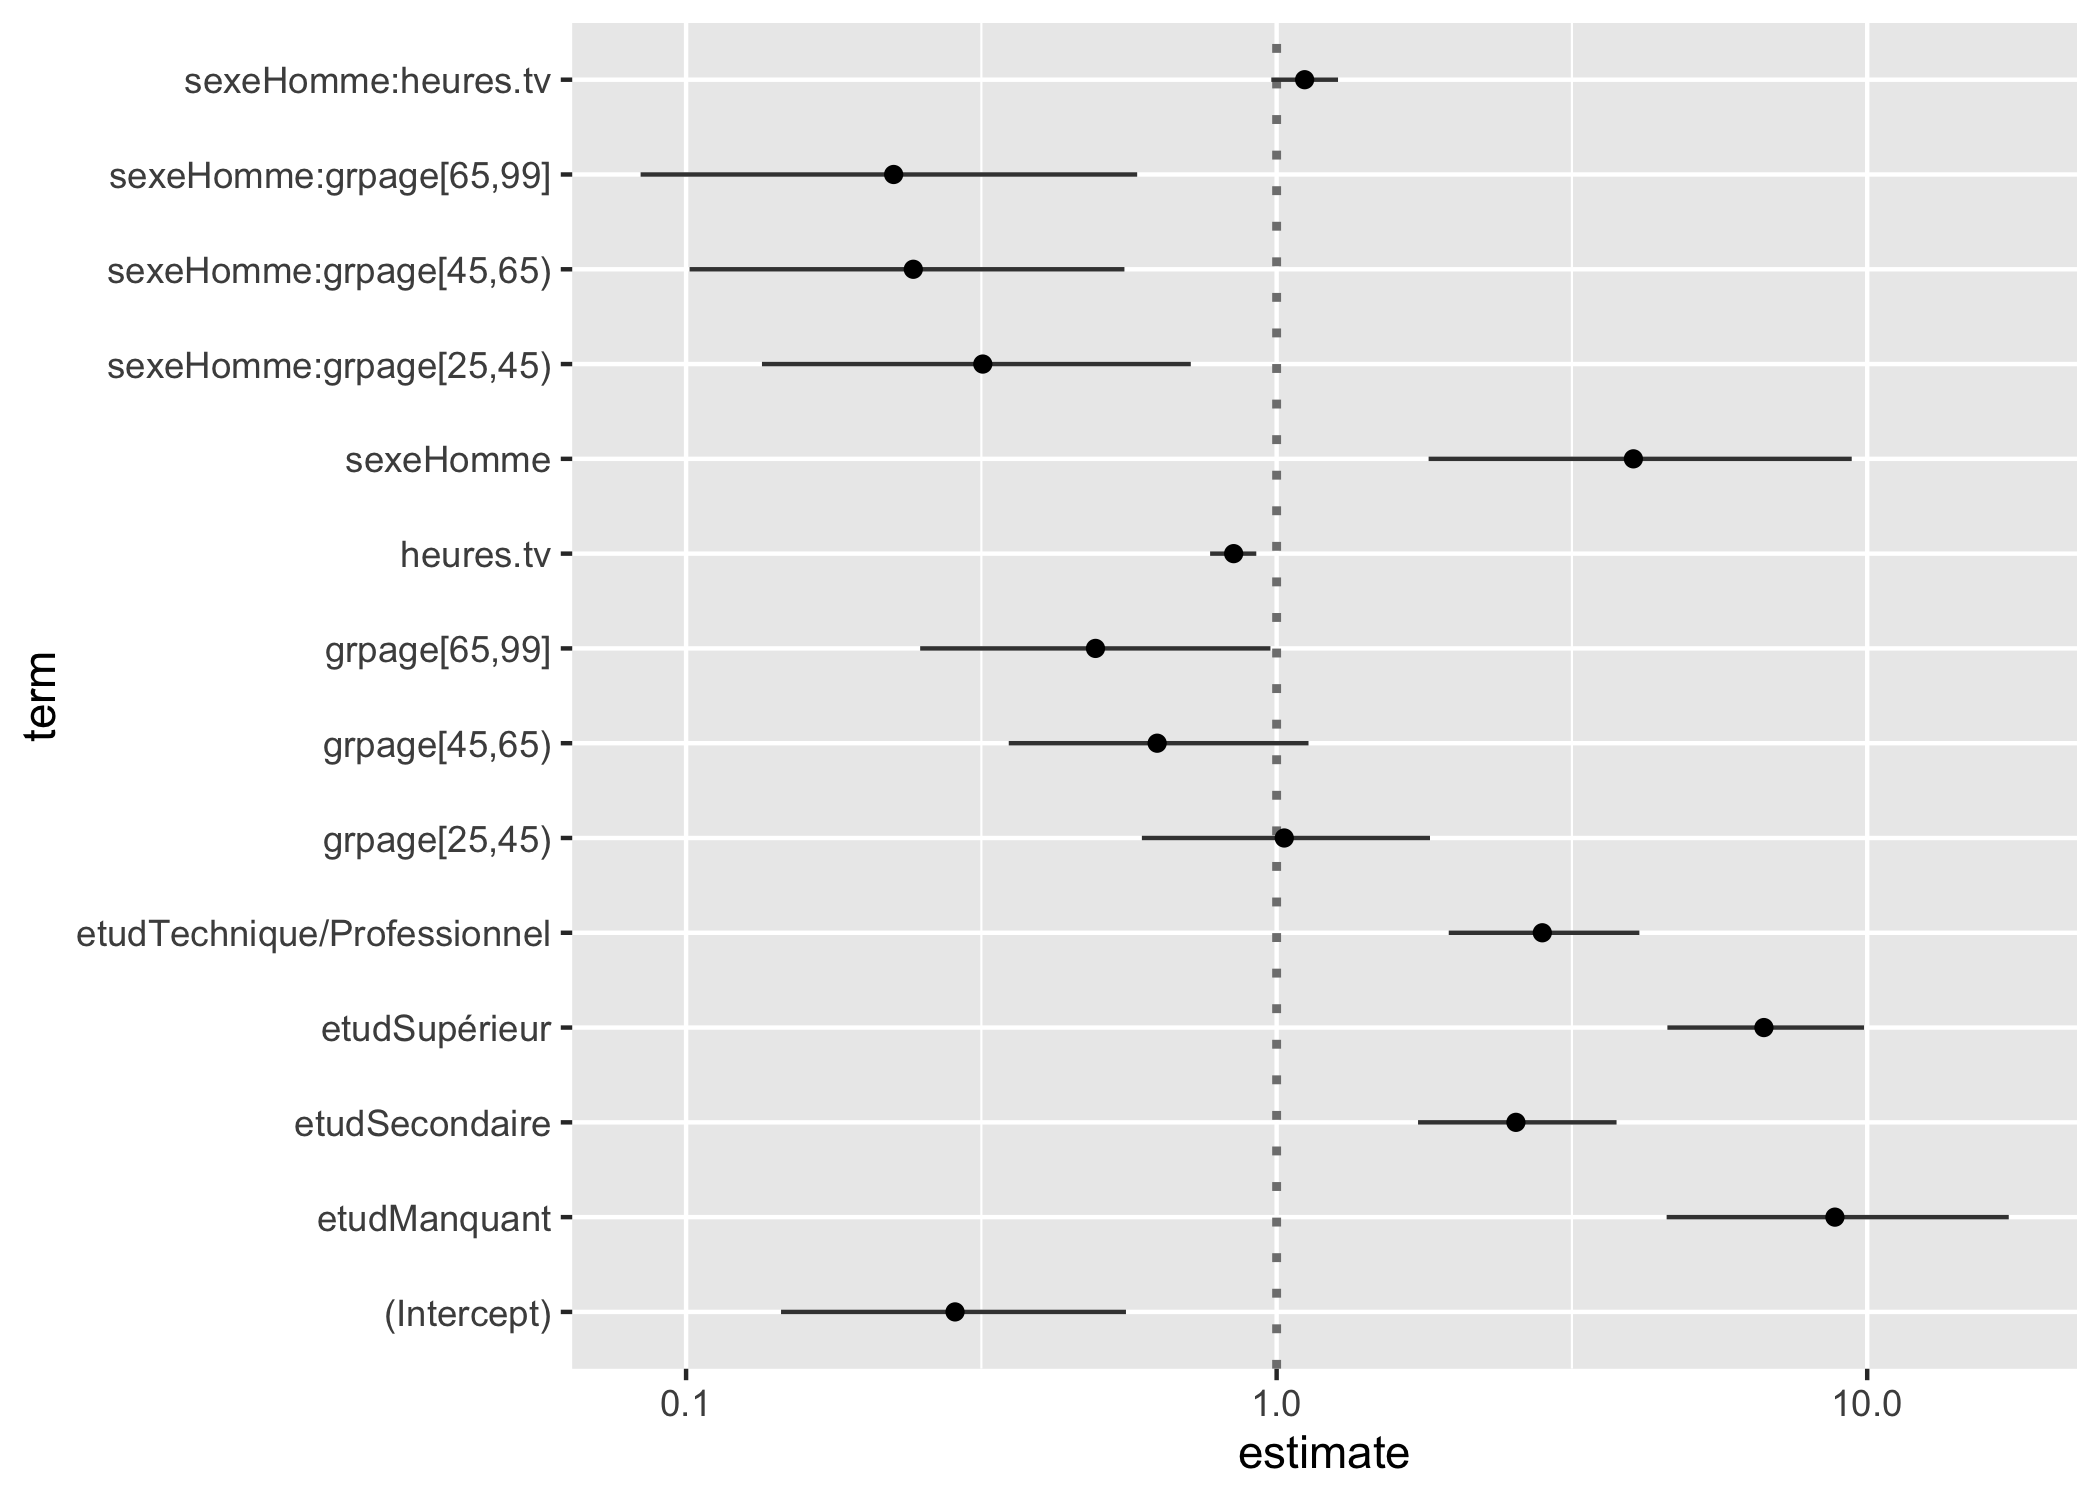 sexeHomme:heures.tv
sexeHomme:grpage[65,99]
sexeHomme:grpage[45,65)
sexeHomme:grpage[25,45)
sexeHomme
heures.tv
grpage[65,99]
grpage[45,65)
grpage[25,45)
etudTechnique/Professionnel
etudSupérieur
etudSecondaire
etudManquant
(Intercept)
term
0.1 1.0 10.0
estimate